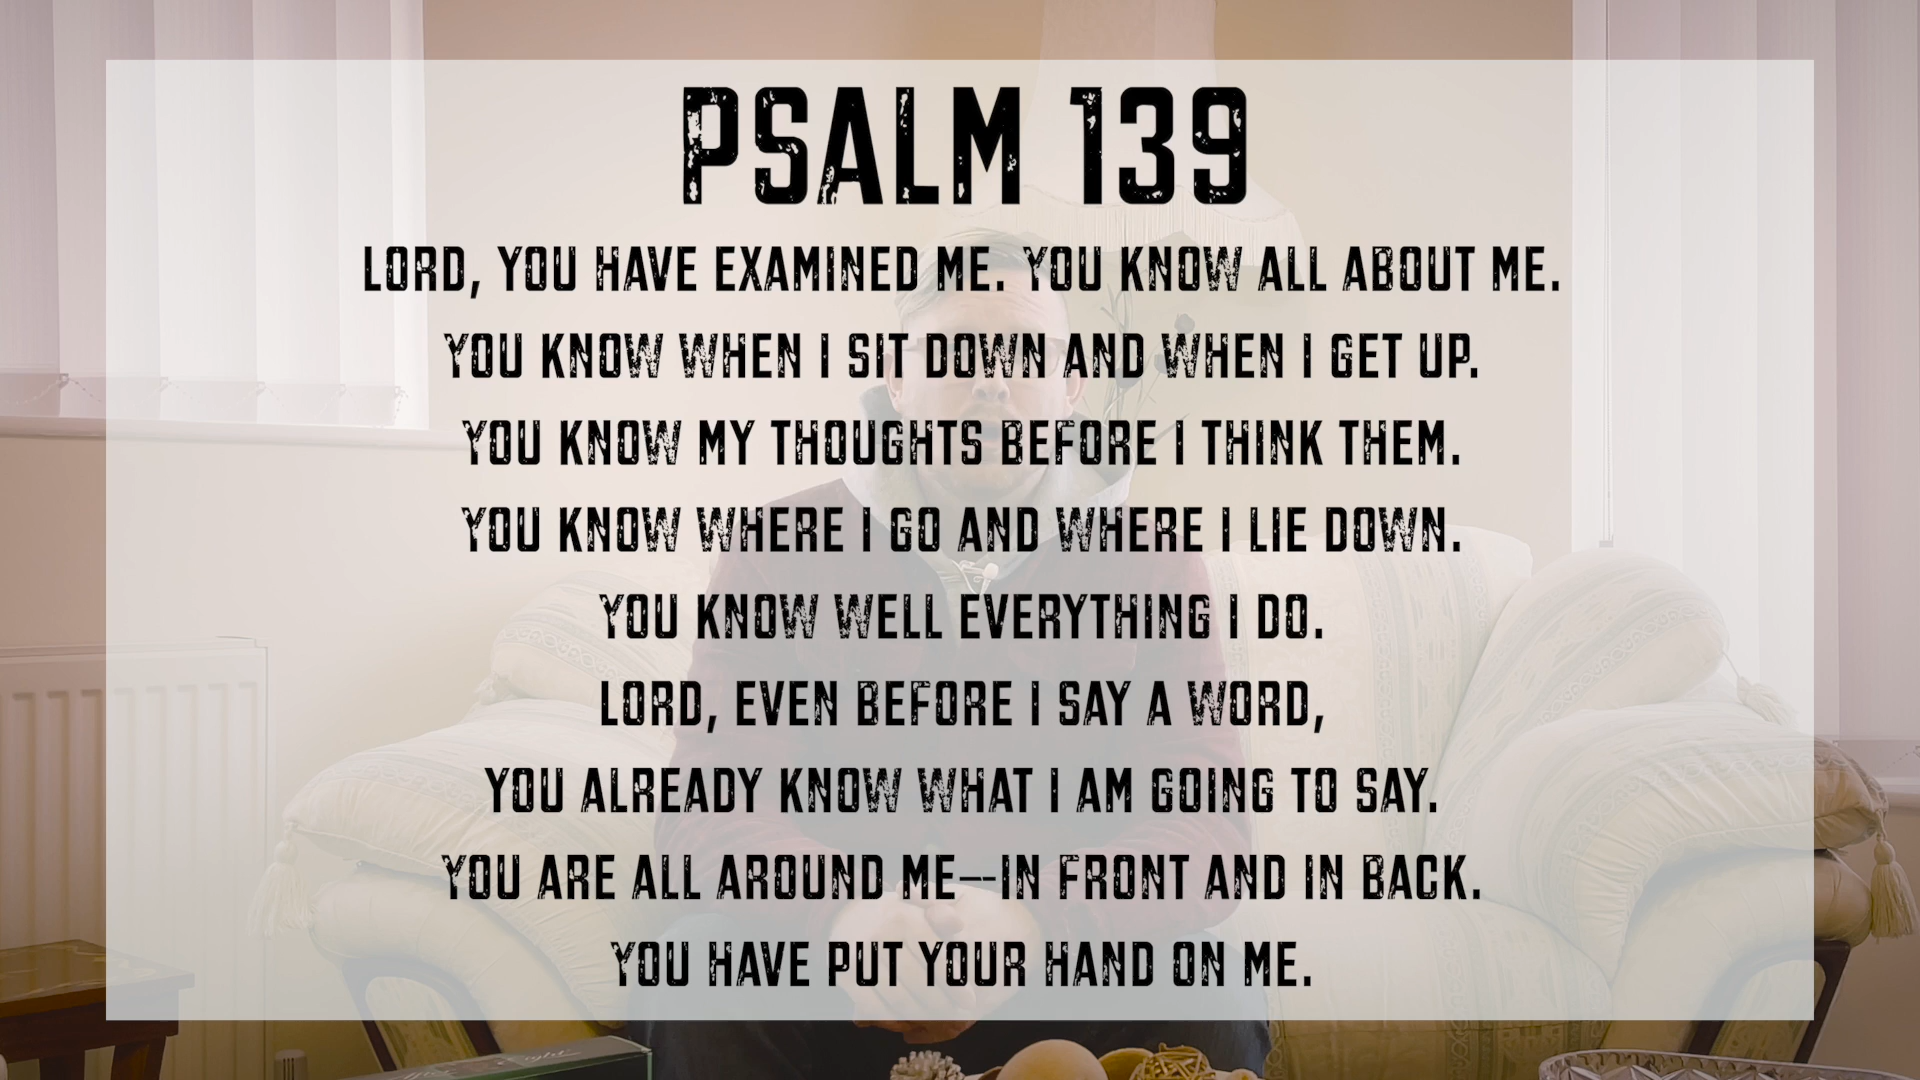 PSALM 139
LORD, YOU HAVE EXAMINED ME. YOU KNOW ALL ABOUT ME.
YOU KNOW WHEN I SIT DOWN AND WHEN I GET UP.
YOU KNOW MY THOUGHTS BEFORE I THINK THEM.
YOU KNOW WHERE I GO AND WHERE I LIE DOWN.
YOU KNOW WELL EVERYTHING I DO.
LORD, EVEN BEFORE I SAY A WORD,
YOU ALREADY KNOW WHAT I AM GOING TO SAY.
YOU ARE ALL AROUND ME--IN FRONT AND IN BACK.
YOU HAVE PUT YOUR HAND ON ME.